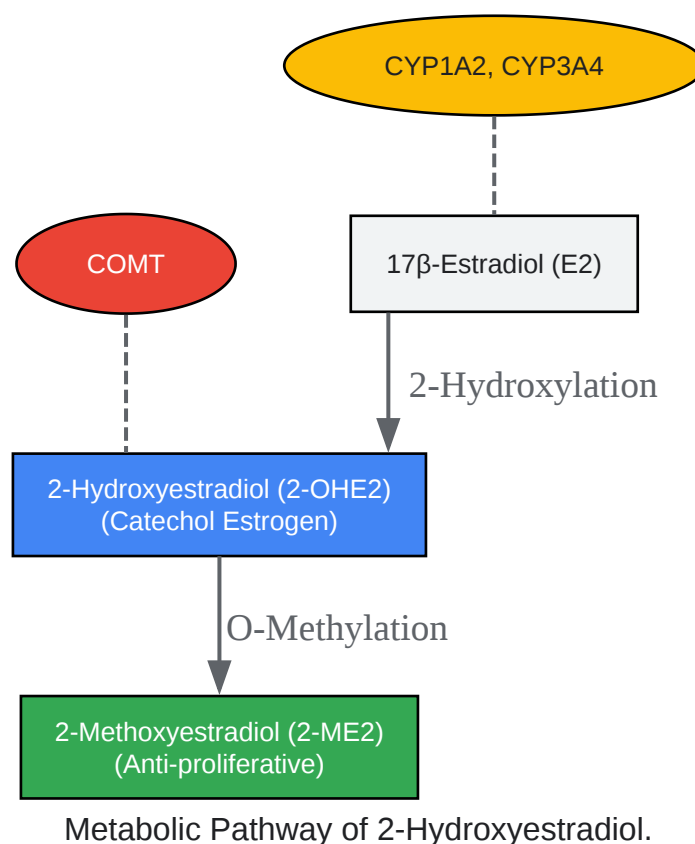 CYP1A2, CYP3A4
COMT
17β-Estradiol (E2)
2-Hydroxylation
2-Hydroxyestradiol (2-OHE2)
(Catechol Estrogen)
O-Methylation
2-Methoxyestradiol (2-ME2)
(Anti-proliferative)
Metabolic Pathway of 2-Hydroxyestradiol.